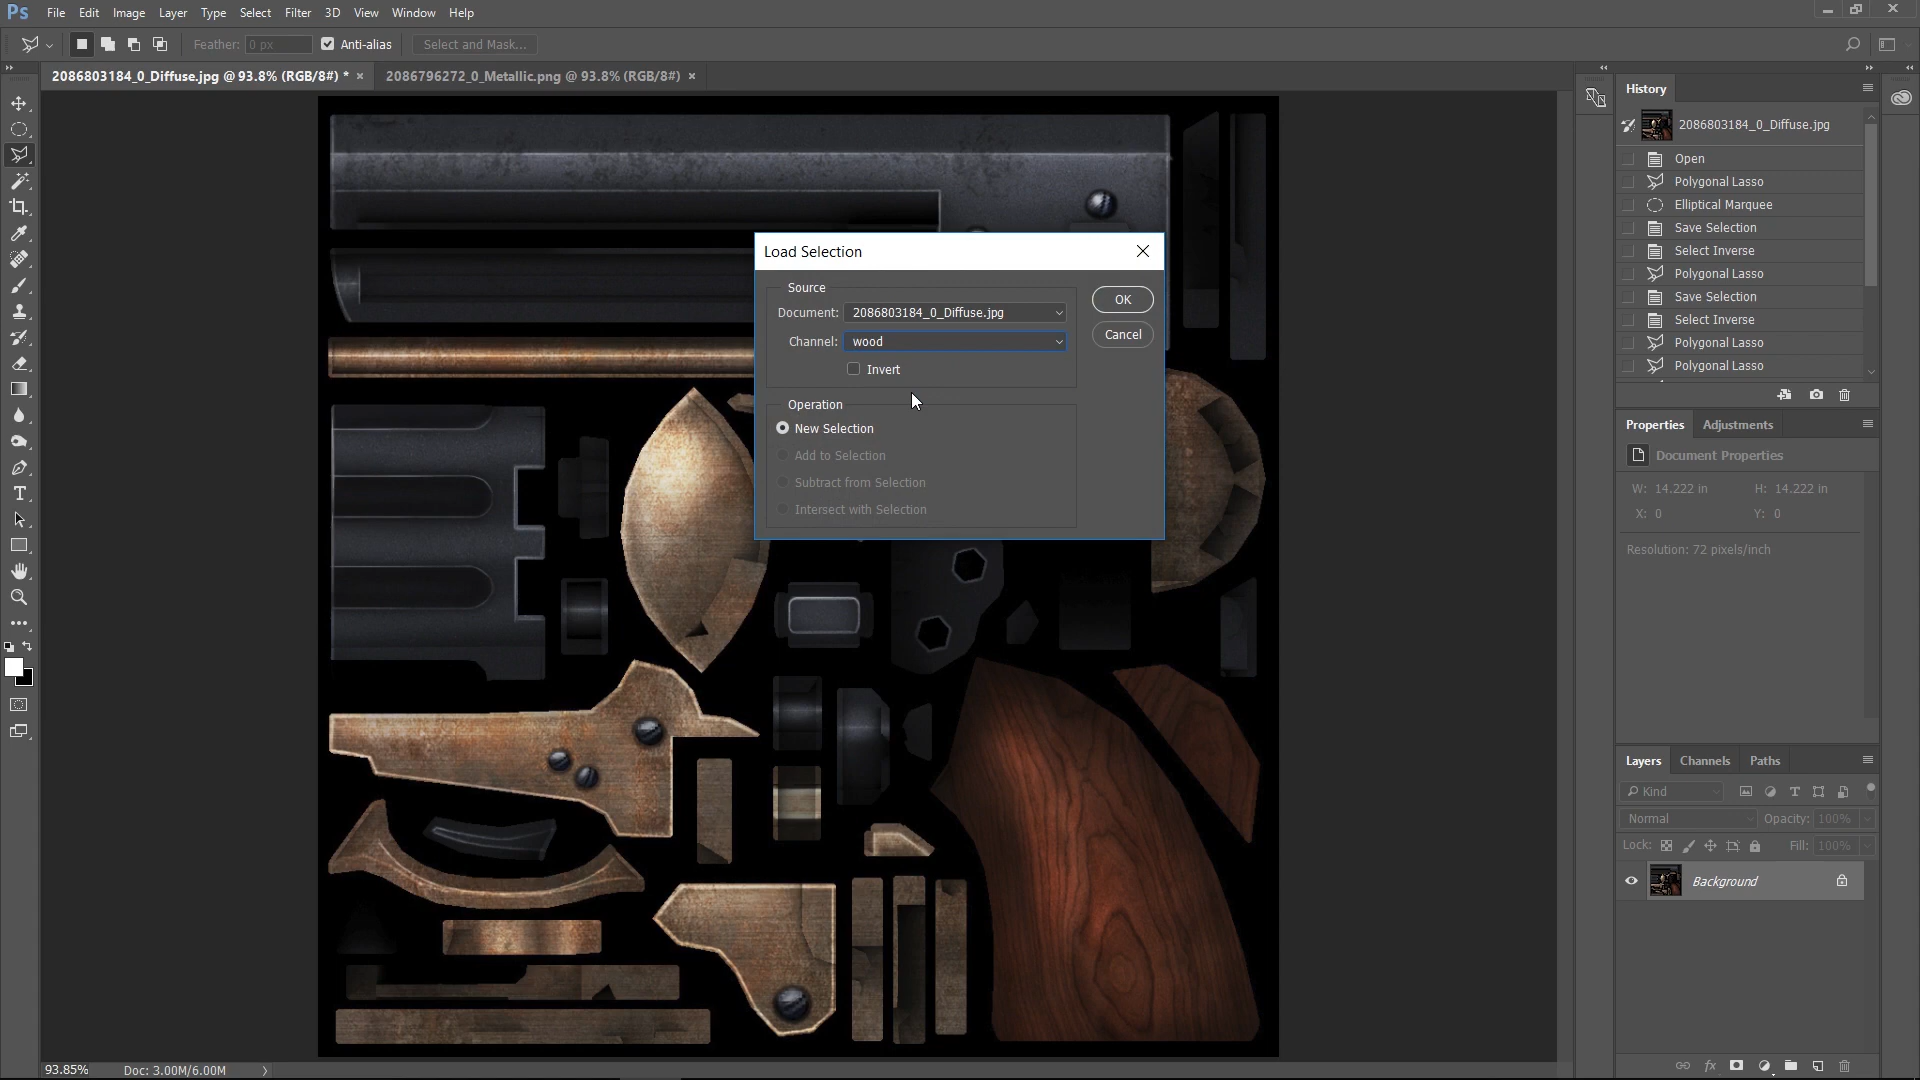 Ps File Edit Image Layer Type Select Filter 3D View Window Help
Feather: 0 px Anti-alias Select and Mask...
2086803184_0_Diffuse.jpg @ 93.8% (RGB/8#) * × 2086796272_0_Metallic.png @ 93.8% (RGB/8#) ×
History
2086803184_0_Diffuse.jpg
Open
Polygonal Lasso
Elliptical Marquee
Save Selection
Select Inverse
Polygonal Lasso
Save Selection
Select Inverse
Polygonal Lasso
Polygonal Lasso
Load Selection
Source
Document: 2086803184_0_Diffuse.jpg
Channel: wood
Invert
OK
Cancel
Operation
New Selection
Add to Selection
Subtract from Selection
Intersect with Selection
Properties Adjustments
Document Properties
W: 14.222 in H: 14.222 in
X: 0 Y: 0
Resolution: 72 pixels/inch
Layers Channels Paths
Kind
Normal Opacity: 100%
Lock: Fill: 100%
Background
fx
93.85% Doc: 3.00M/6.00M